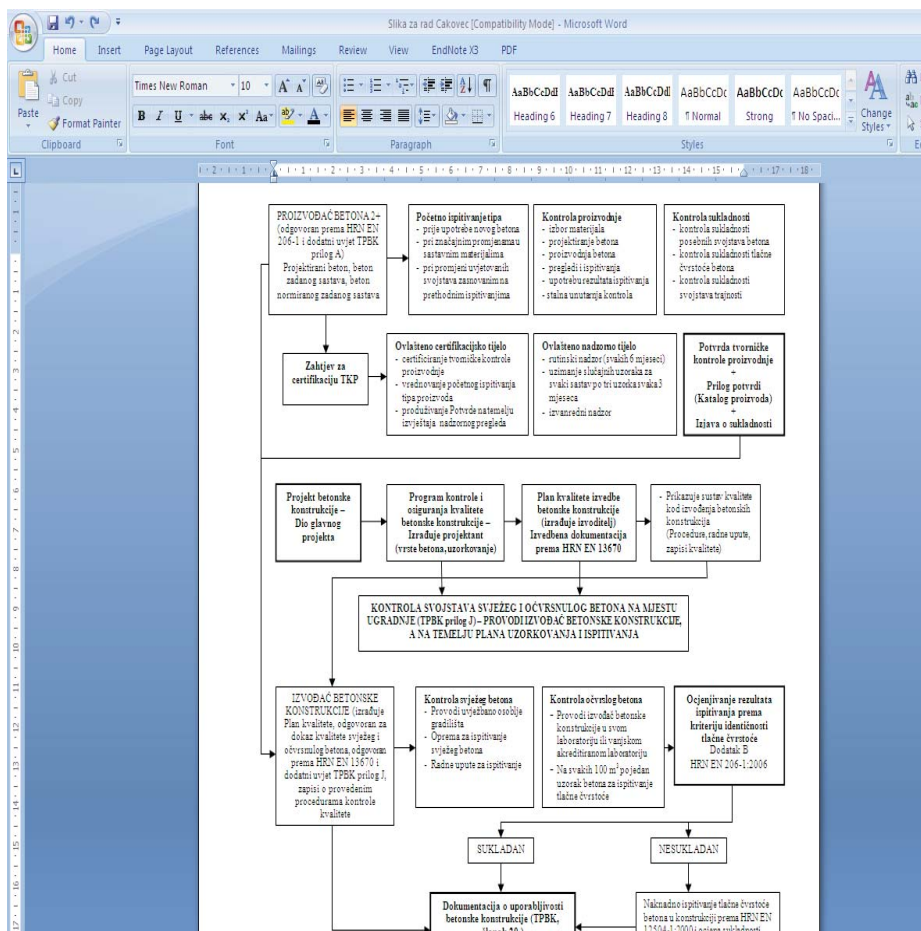 Slika za rad Cakovec [Compatibility Mode] - Microsoft Word
Home Insert Page Layout References Mailings Review View EndNote X3 PDF
Cut
Copy
Format Painter
Paste
Clipboard
Times New Roman 10
Font
Paragraph
AaBbCcDdI AaBbCcDdI AaBbCcDdI AaBbCcDc AaBbCcDc AaBbCcDc
Heading 6 Heading 7 Heading 8 ¶ Normal Strong ¶ No Spaci...
Change
Styles
Styles
PROIZVOĐAČ BETONA 2+
(odgovoran prema HRN EN
206-1 i dodatni uvjet TPBK
prilog A)
Projektirani beton, beton
zadanog sastava, beton
normiranog zadanog sastava
Početno ispitivanje tipa
- prije upotrebe novog betona
- pri značajnim promjenama u
sastavnim materijalima
- pri promjeni uvjetovanih
svojstava zasnovanim na
prethodnim ispitivanjima
Kontrola proizvodnje
- izbor materijala
- projektiranje betona
- proizvodnja betona
- pregledi i ispitivanja
- upotrebu rezultata ispitivanja
- stalna unutarnja kontrola
Kontrola sukladnosti
- kontrola sukladnosti
posebnih svojstava betona
- kontrola sukladnosti tlačne
čvrstoće betona
- kontrola sukladnosti
svojstava trajnosti
Zahtjev za
certifikaciju TKP
Ovlašteno certifikacijsko tijelo
- certificiranje tvorničke kontrole
proizvodnje
- vrednovanje početnog ispitivanja
tipa proizvoda
- produživanje Potvrde na temelju
izvještaja nadzornog pregleda
Ovlašteno nadzorno tijelo
- rutinski nadzor (svakih 6 mjeseci)
- uzimanje slučajnih uzoraka za
svaki sastav po tri uzorka svaka 3
mjeseca
- izvanredni nadzor
Potvrda tvorničke
kontrole proizvodnje
+
Prilog potvrdi
(Katalog proizvoda)
+
Izjava o sukladnosti
Projekt betonske
konstrukcije –
Dio glavnog
projekta
Program kontrole i
osiguranja kvalitete
betonske konstrukcije –
Izrađuje projektant
(vrste betona, uzorkovanje)
Plan kvalitete izvedbe
betonske konstrukcije
(izrađuje izvoditelj)
Izvedbena dokumentacija
prema HRN EN 13670
- Prikazuje sustav kvalitete
kod izvođenja betonskih
konstrukcija
(Procedure, radne upute,
zapisi kvalitete)
KONTROLA SVOJSTAVA SVJEŽEG I OČVRSNULOG BETONA NA MJESTU
UGRADNJE (TPBK prilog J) – PROVODI IZVOĐAČ BETONSKE KONSTRUKCIJE,
A NA TEMELJU PLANA UZORKOVANJA I ISPITIVANJA
IZVOĐAČ BETONSKE
KONSTRUKCIJE (izrađuje
Plan kvalitete, odgovoran za
dokaz kvalitete svježeg i
očvrsnulog betona, odgovoran
prema HRN EN 13670 i
dodatni uvjet TPBK prilog J,
zapisi o provedenim
procedurama kontrole
kvalitete
Kontrola svježeg betona
- Provodi uvježbano osoblje
gradilišta
- Oprema za ispitivanje
svježeg betona
- Radne upute za ispitivanje
Kontrola očvrslog betona
- Provodi izvođač betonske
konstrukcije u svom
laboratoriju ili vanjskom
akreditiranom laboratoriju
- Na svakih 100 m³ po jedan
uzorak betona za ispitivanje
tlačne čvrstoće
Ocjenjivanje rezultata
ispitivanja prema
kriteriju identičnosti
tlačne čvrstoće
Dodatak B
HRN EN 206-1:2006
SUKLADAN
NESUKLADAN
Dokumentacija o uporabljivosti
betonske konstrukcije (TPBK,
Naknadno ispitivanje tlačne čvrstoće
betona u konstrukciji prema HRN EN
12504-1:2000 i ocjena sukladnosti